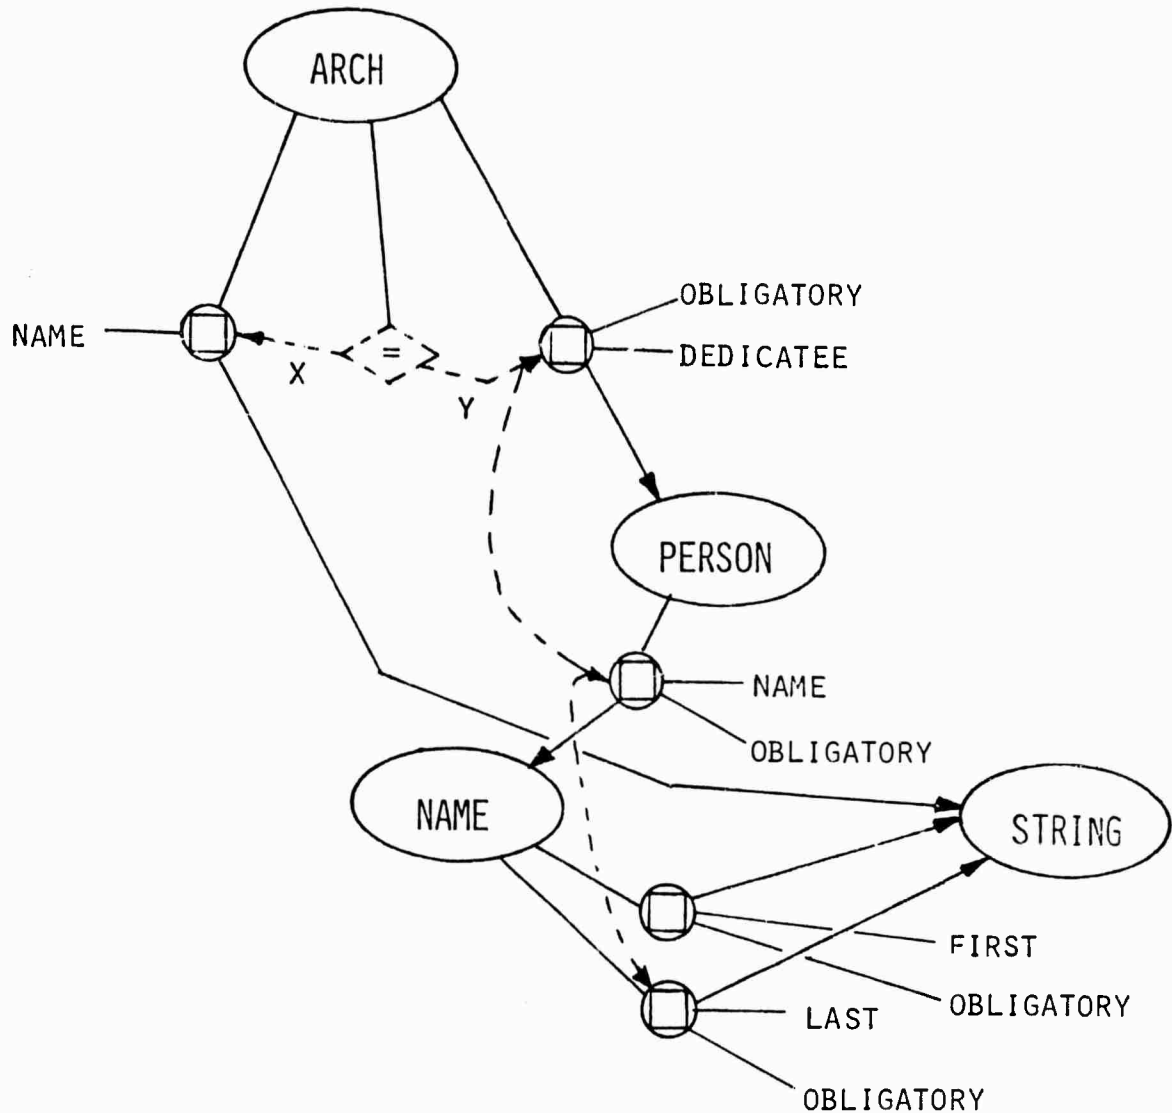 ARCH
OBLIGATORY
NAME
=
DEDICATEE
X
Y
PERSON
NAME
OBLIGATORY
NAME
STRING
FIRST
OBLIGATORY
LAST
OBLIGATORY